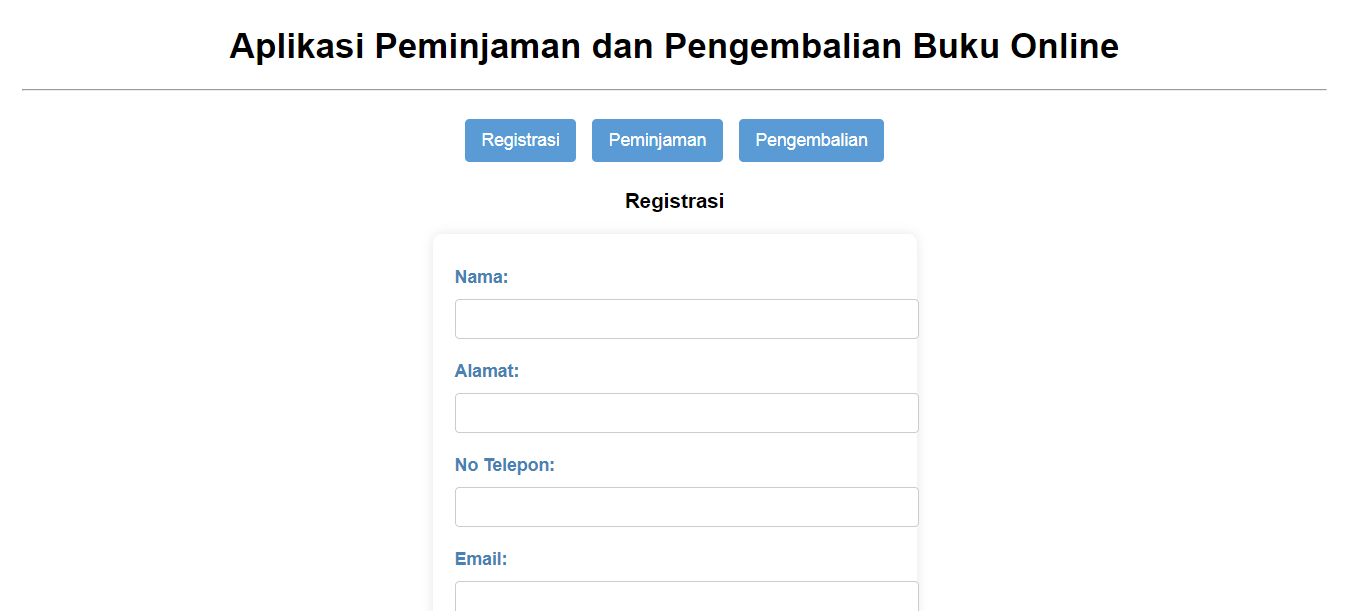 Aplikasi Peminjaman dan Pengembalian Buku Online
Registrasi Peminjaman Pengembalian
Registrasi
Nama:
Alamat:
No Telepon:
Email: